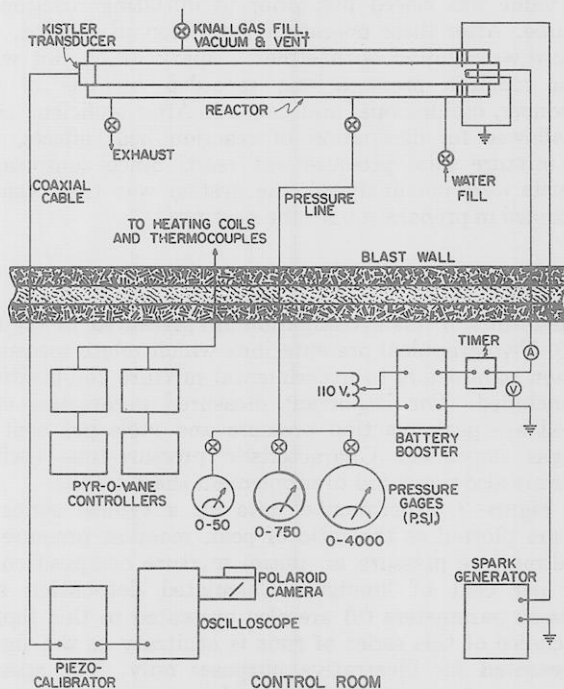 KISTLER
TRANSDUCER
KNALLGAS FILL,
VACUUM & VENT
REACTOR
EXHAUST
WATER
FILL
COAXIAL
CABLE
PRESSURE
LINE
TO HEATING COILS
AND THERMOCOUPLES
BLAST WALL
TIMER
A
V
110 V.
BATTERY
BOOSTER
PYR-O-VANE
CONTROLLERS
0-50
0-750
0-4000
PRESSURE
GAGES
(P.S.I.)
POLAROID
CAMERA
OSCILLOSCOPE
SPARK
GENERATOR
PIEZO-
CALIBRATOR
CONTROL ROOM